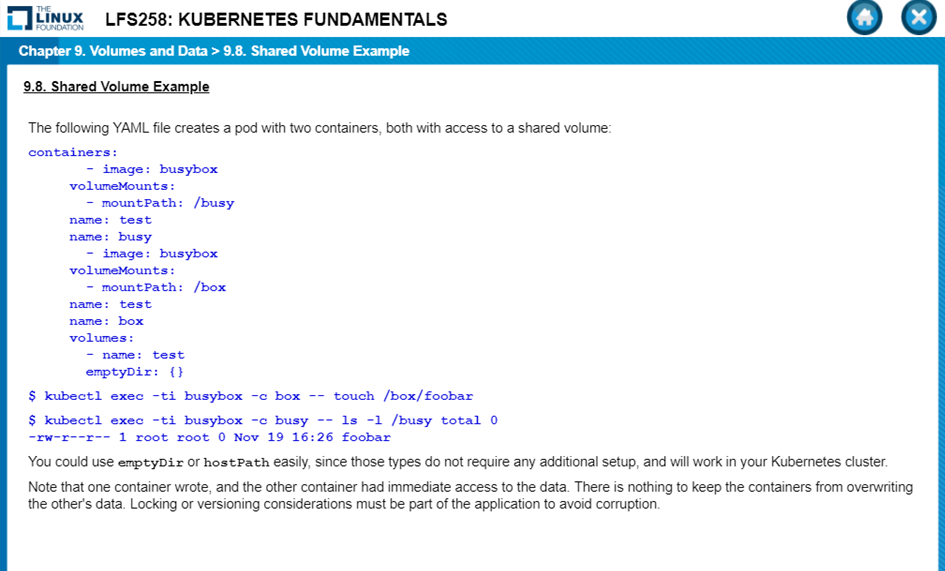 THE
LINUX
FOUNDATION
LFS258: KUBERNETES FUNDAMENTALS
Chapter 9. Volumes and Data > 9.8. Shared Volume Example
9.8. Shared Volume Example
The following YAML file creates a pod with two containers, both with access to a shared volume:
containers:
- image: busybox
volumeMounts:
- mountPath: /busy
name: test
name: busy
- image: busybox
volumeMounts:
- mountPath: /box
name: test
name: box
volumes:
- name: test
emptyDir: {}
$ kubectl exec -ti busybox -c box -- touch /box/foobar
$ kubectl exec -ti busybox -c busy -- ls -l /busy total 0
-rw-r--r-- 1 root root 0 Nov 19 16:26 foobar
You could use emptyDir or hostPath easily, since those types do not require any additional setup, and will work in your Kubernetes cluster.
Note that one container wrote, and the other container had immediate access to the data. There is nothing to keep the containers from overwriting
the other's data. Locking or versioning considerations must be part of the application to avoid corruption.